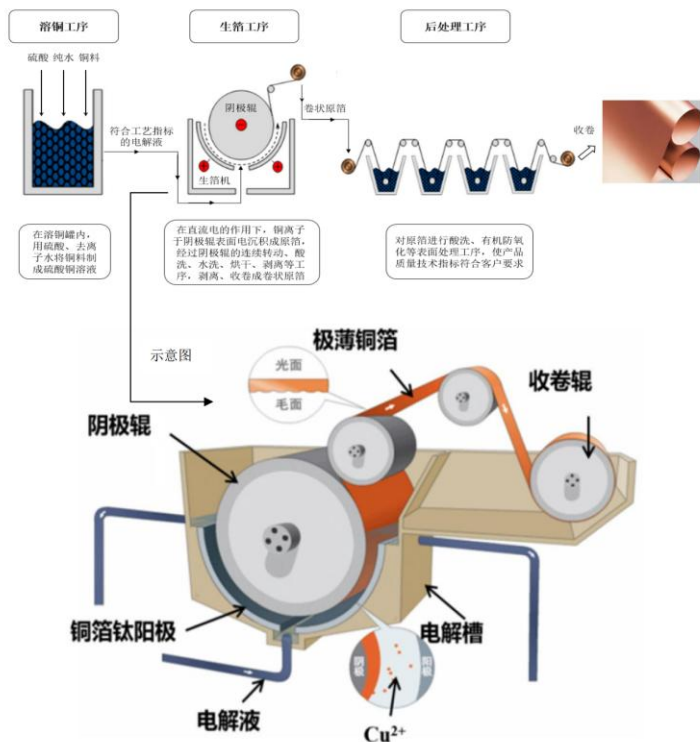 溶铜工序
生箔工序
后处理工序
硫酸 纯水 铜料
符合工艺指标
的电解液
阴极辊
生箔机
卷状原箔
收卷
在溶铜罐内，
用硫酸、去离
子水将铜料制
成硫酸铜溶液
在直流电的作用下，铜离子
于阴极辊表面电沉积成原箔，
经过阴极辊的连续转动、酸
洗、水洗、烘干、剥离等工
序，剥离、收卷成卷状原箔
对原箔进行酸洗、有机防氧
化等表面处理工序，使产品
质量技术指标符合客户要求
示意图
光面
毛面
极薄铜箔
收卷辊
阴极辊
铜箔钛阳极
电解槽
阴极
阳极
电解液
Cu²⁺